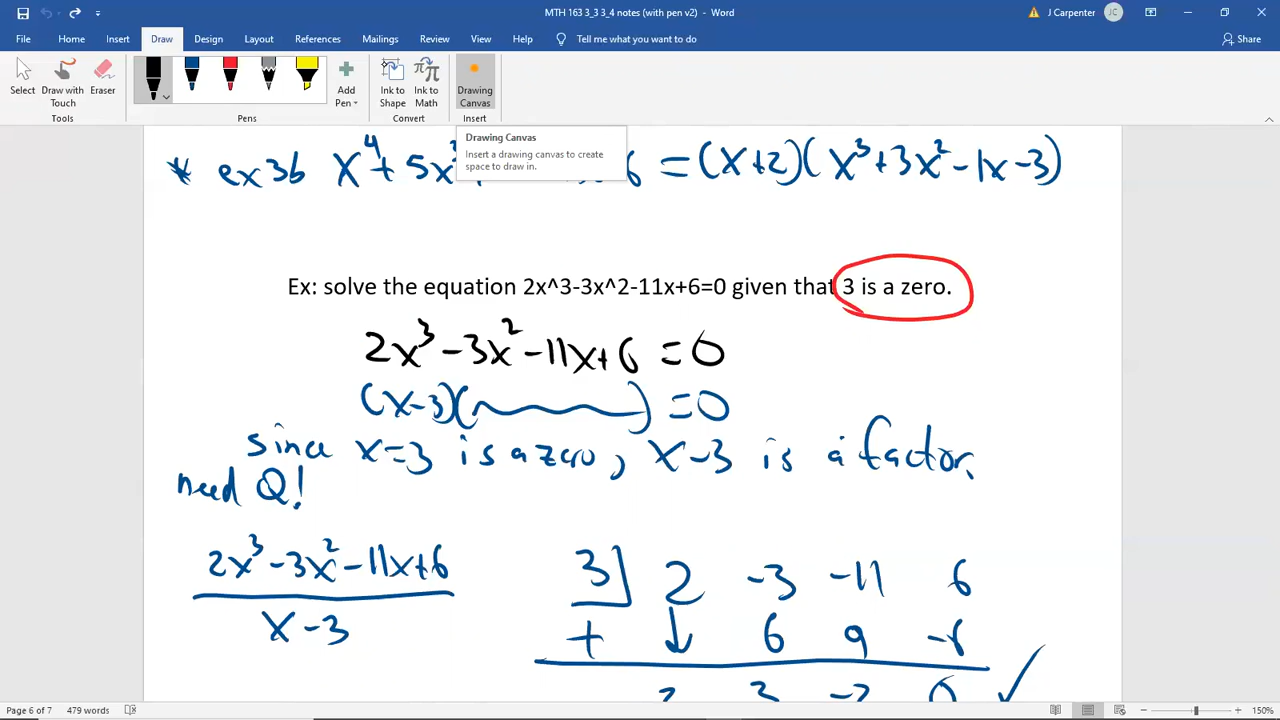 MTH 163 3_3 3_4 notes (with pen v2) - Word
J Carpenter JC
File Home Insert Draw Design Layout References Mailings Review View Help Tell me what you want to do Share
Select Draw with Touch Eraser Add Pen Ink to Shape Ink to Math Drawing Canvas
Tools Pens Convert Insert
Drawing Canvas
Insert a drawing canvas to create
space to draw in.
* ex3b x^4+5x 6 =(x+2)(x^3+3x^2-1x-3)
Ex: solve the equation 2x^3-3x^2-11x+6=0 given that 3 is a zero.
2x^3-3x^2-11x+6 =0
(x-3)( ) =0
since x=3 is a zero, x-3 is a factor.
need Q!
2x^3-3x^2-11x+6
x-3
3 2 -3 -11 6
+ ↓ 6 9 -6
✓
Page 6 of 7 479 words 150%